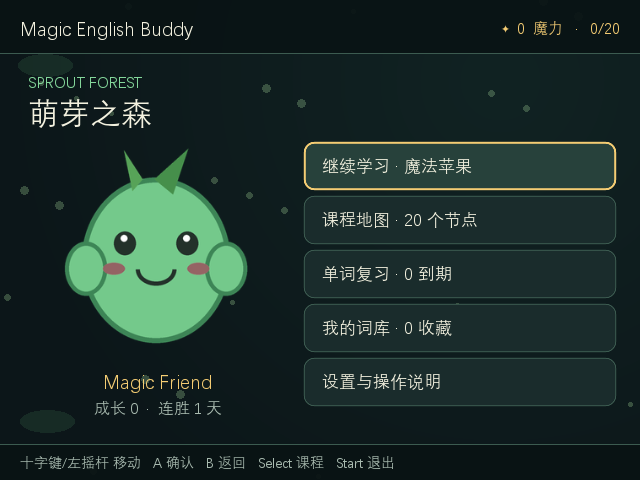 Magic English Buddy
✦ 0 魔力 · 0/20
SPROUT FOREST
萌芽之森
继续学习 · 魔法苹果
课程地图 · 20 个节点
单词复习 · 0 到期
我的词库 · 0 收藏
设置与操作说明
Magic Friend
成长 0 · 连胜 1 天
十字键/左摇杆 移动 A 确认 B 返回 Select 课程 Start 退出